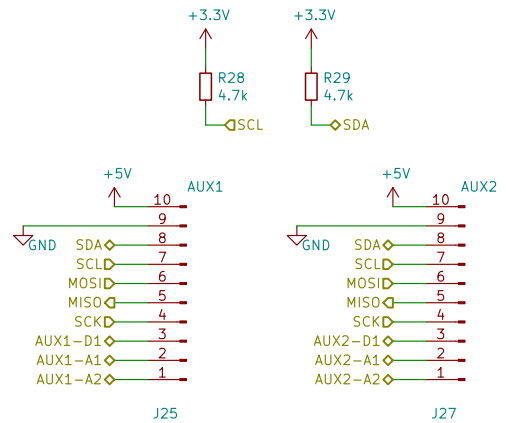 +3.3V +3.3V
R28 R29
4.7k 4.7k
SCL SDA
+5V +5V
AUX1 AUX2
10 10
9 9
GND GND
SDA 8 SDA 8
SCL 7 SCL 7
MOSI 6 MOSI 6
MISO 5 MISO 5
SCK 4 SCK 4
AUX1-D1 3 AUX2-D1 3
AUX1-A1 2 AUX2-A1 2
AUX1-A2 1 AUX2-A2 1
J25 J27